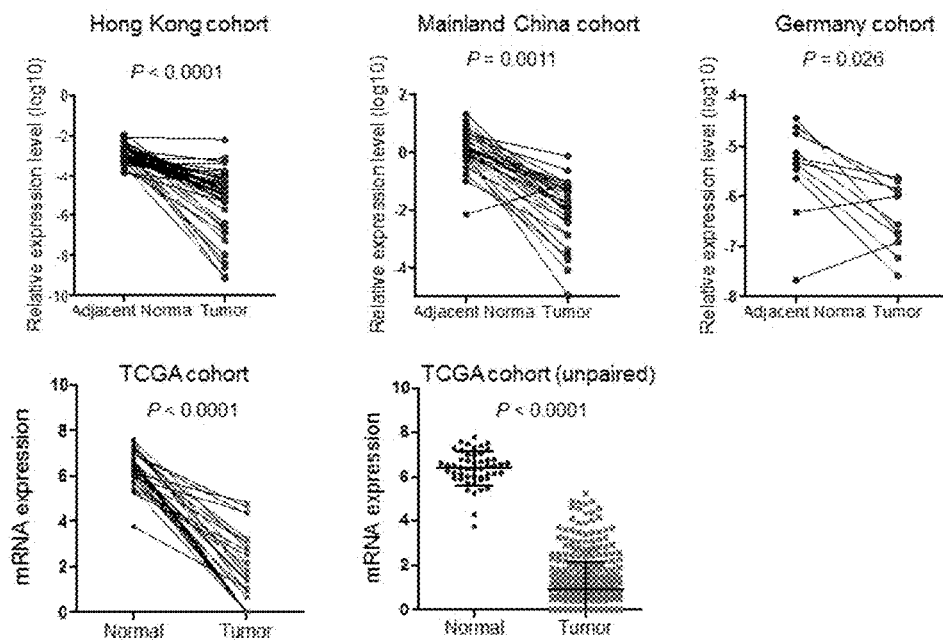 Hong Kong cohort
P < 0.0001
Relative expression level (log10)
0
-2
-4
-6
-8
-10
Adjacent Norma Tumor
Mainland China cohort
P = 0.0011
Relative expression level (log10)
2
0
-2
-4
Adjacent Norma Tumor
Germany cohort
P = 0.026
Relative expression level (log10)
-4
-5
-6
-7
-8
Adjacent Norma Tumor
TCGA cohort
P < 0.0001
mRNA expression
10
8
6
4
2
0
Normal Tumor
TCGA cohort (unpaired)
P < 0.0001
mRNA expression
10
8
6
4
2
0
Normal Tumor